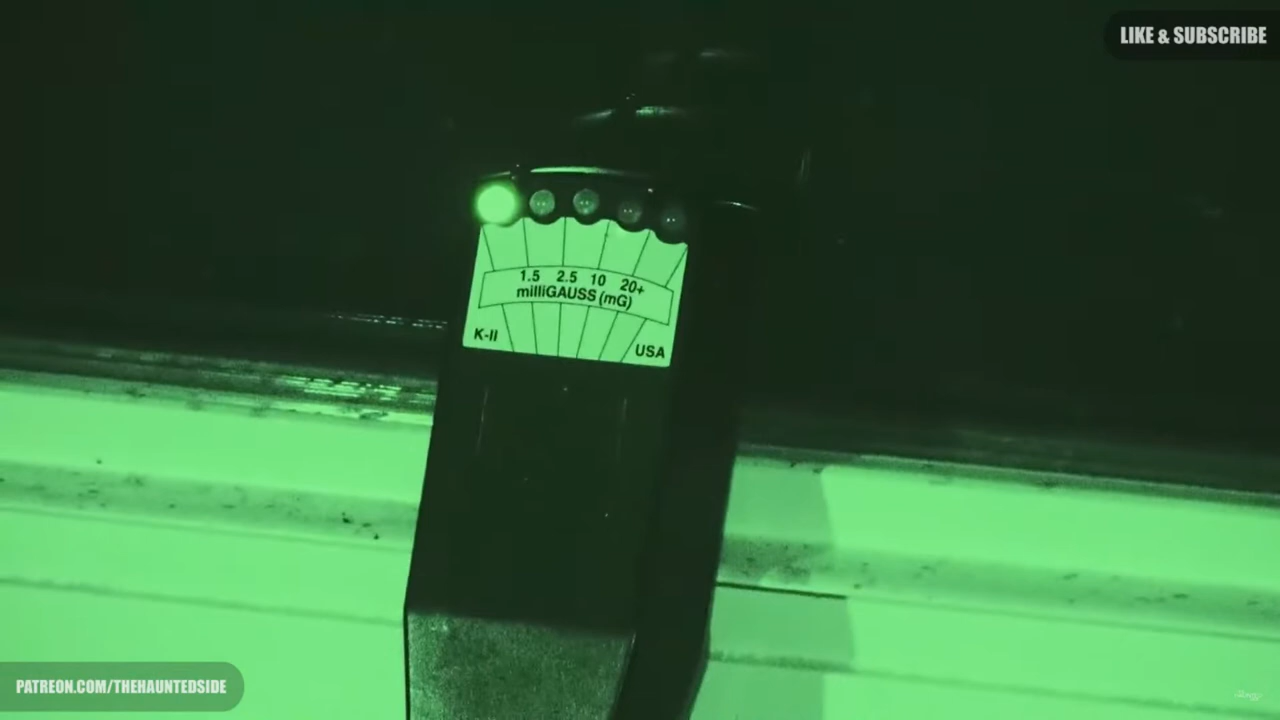 LIKE & SUBSCRIBE
1.5 2.5 10 20+
milliGAUSS (mG)
K-II
USA
PATREON.COM/THEHAUNTEDSIDE